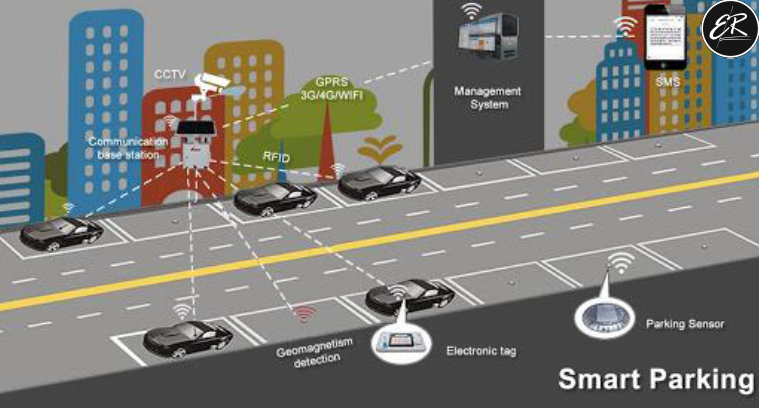 ER
CCTV
GPRS
3G/4G/WIFI
Management
System
SMS
Communication
base station
RFID
Geomagnetism
detection
Electronic tag
Parking Sensor
Smart Parking